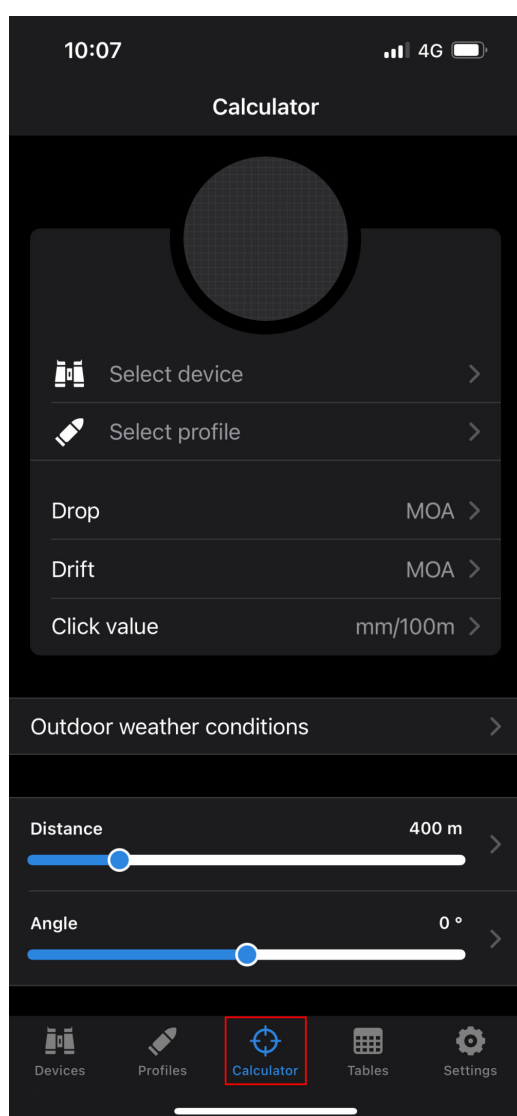 10:07 4G
Calculator
Select device
Select profile
Drop MOA
Drift MOA
Click value mm/100m
Outdoor weather conditions
Distance 400 m
Angle 0 °
Devices Profiles Calculator Tables Settings